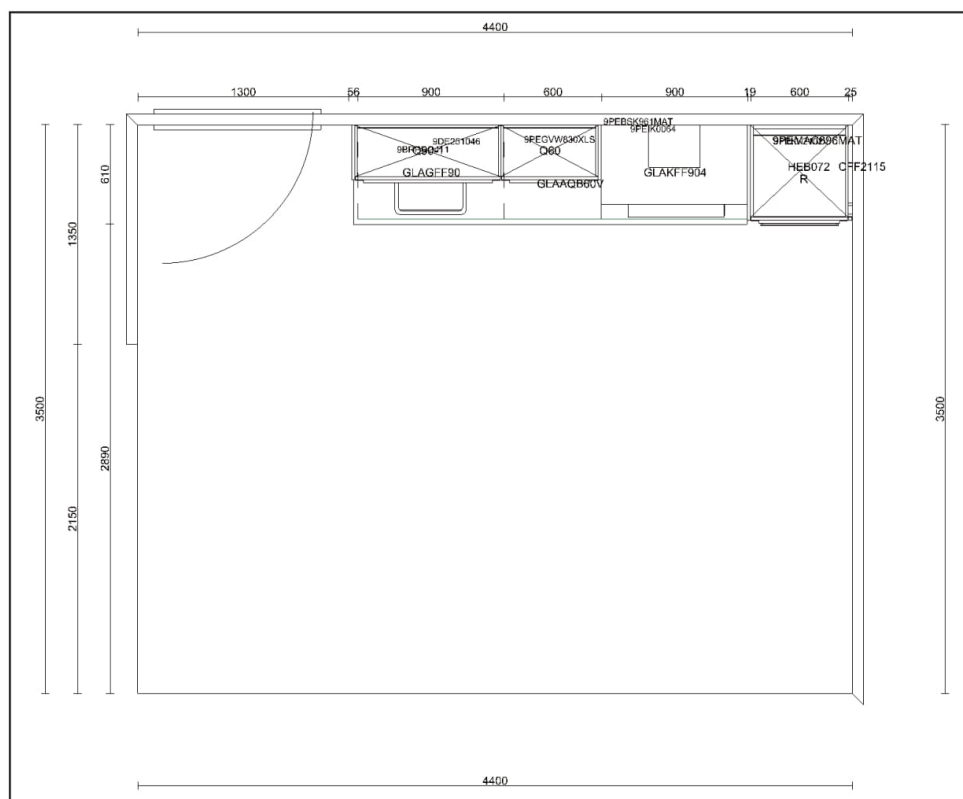 4400
1300 56 900 600 900 19 600 25
9PEBSK961MAT
9PEIK0064
9DE251046
9PEGVW830XLS
Q60
GLAGFF90
GLAAQB60V
GLAKFF904
HEB072
R
CFF2115
610
1350
3500
2890
2150
3500
4400